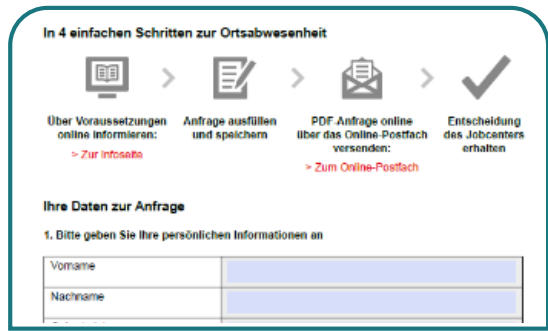 In 4 einfachen Schritten zur Ortsabwesenheit
Über Voraussetzungen
online informieren:
> Zur Infoseite
Anfrage ausfüllen
und speichern
PDF-Anfrage online
über das Online-Postfach
versenden:
> Zum Online-Postfach
Entscheidung
des Jobcenters
erhalten
Ihre Daten zur Anfrage
1. Bitte geben Sie Ihre persönlichen Informationen an
Vorname
Nachname